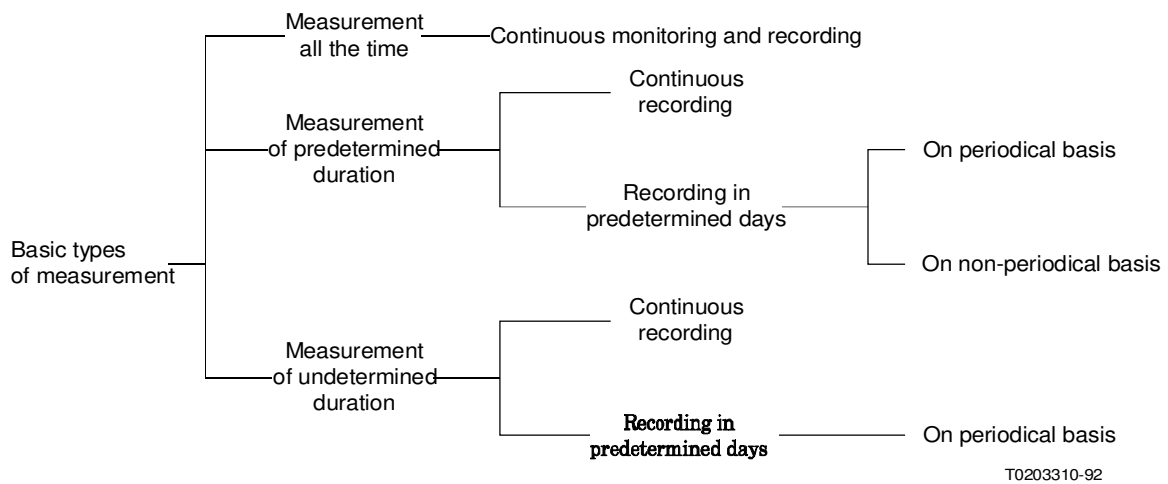 Measurement
all the time
Continuous monitoring and recording
Continuous
recording
Measurement
of predetermined
duration
On periodical basis
Recording in
predetermined days
Basic types
of measurement
On non-periodical basis
Continuous
recording
Measurement
of undetermined
duration
Recording in
predetermined days
On periodical basis
T0203310-92